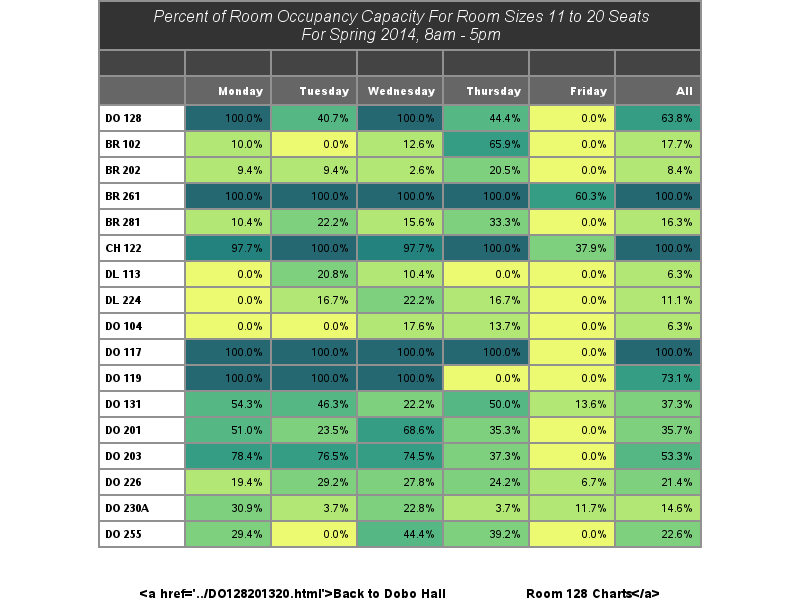 Percent of Room Occupancy Capacity For Room Sizes 11 to 20 Seats
For Spring 2014, 8am - 5pm
Monday Tuesday Wednesday Thursday Friday All
DO 128 100.0% 40.7% 100.0% 44.4% 0.0% 63.8%
BR 102 10.0% 0.0% 12.6% 65.9% 0.0% 17.7%
BR 202 9.4% 9.4% 2.6% 20.5% 0.0% 8.4%
BR 261 100.0% 100.0% 100.0% 100.0% 60.3% 100.0%
BR 281 10.4% 22.2% 15.6% 33.3% 0.0% 16.3%
CH 122 97.7% 100.0% 97.7% 100.0% 37.9% 100.0%
DL 113 0.0% 20.8% 10.4% 0.0% 0.0% 6.3%
DL 224 0.0% 16.7% 22.2% 16.7% 0.0% 11.1%
DO 104 0.0% 0.0% 17.6% 13.7% 0.0% 6.3%
DO 117 100.0% 100.0% 100.0% 100.0% 0.0% 100.0%
DO 119 100.0% 100.0% 100.0% 0.0% 0.0% 73.1%
DO 131 54.3% 46.3% 22.2% 50.0% 13.6% 37.3%
DO 201 51.0% 23.5% 68.6% 35.3% 0.0% 35.7%
DO 203 78.4% 76.5% 74.5% 37.3% 0.0% 53.3%
DO 226 19.4% 29.2% 27.8% 24.2% 6.7% 21.4%
DO 230A 30.9% 3.7% 22.8% 3.7% 11.7% 14.6%
DO 255 29.4% 0.0% 44.4% 39.2% 0.0% 22.6%
<a href='../DO128201320.html'>Back to Dobo Hall Room 128 Charts</a>